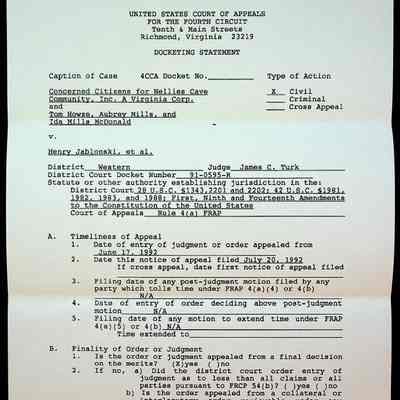 UNITED STATES COURT OF APPEALS
FOR THE FOURTH CIRCUIT
Tenth & Main Streets
Richmond, Virginia 23219
DOCKETING STATEMENT
Caption of Case 4CCA Docket No.__________ Type of Action
Concerned Citizens for Nellies Cave X Civil
Community, Inc. A Virginia Corp. ____ Criminal
and ____ Cross Appeal
Tom Howze, Aubrey Mills, and
Ida Mills McDonald
v.
Henry Jablonski, et al.
District Western Judge James C. Turk
District Court Docket Number 91-0595-R
Statute or other authority establishing jurisdiction in the:
District Court 28 U.S.C. §1343, 2201 and 2202; 42 U.S.C. §1981,
1982, 1983, and 1988; First, Ninth and Fourteenth Amendments
to the Constitution of the United States
Court of Appeals Rule 4(a) FRAP
A. Timeliness of Appeal
1. Date of entry of judgment or order appealed from
June 17, 1992
2. Date this notice of appeal filed July 20, 1992
If cross appeal, date first notice of appeal filed
3. Filing date of any post-judgment motion filed by any
party which tolls time under FRAP 4(a)(4) or 4(b)
N/A
4. Date of entry of order deciding above post-judgment
motion N/A
5. Filing date of any motion to extend time under FRAP
4(a)(5) or 4(b) N/A
Time extended to
B. Finality of Order or Judgment
1. Is the order or judgment appealed from a final decision
on the merits? (X)yes ( )no
2. If no, a) Did the district court order entry of
judgment as to less than all claims or all
parties pursuant to FRCP 54(b)? ( )yes ( )no
b) Is the order appealed from a collateral or